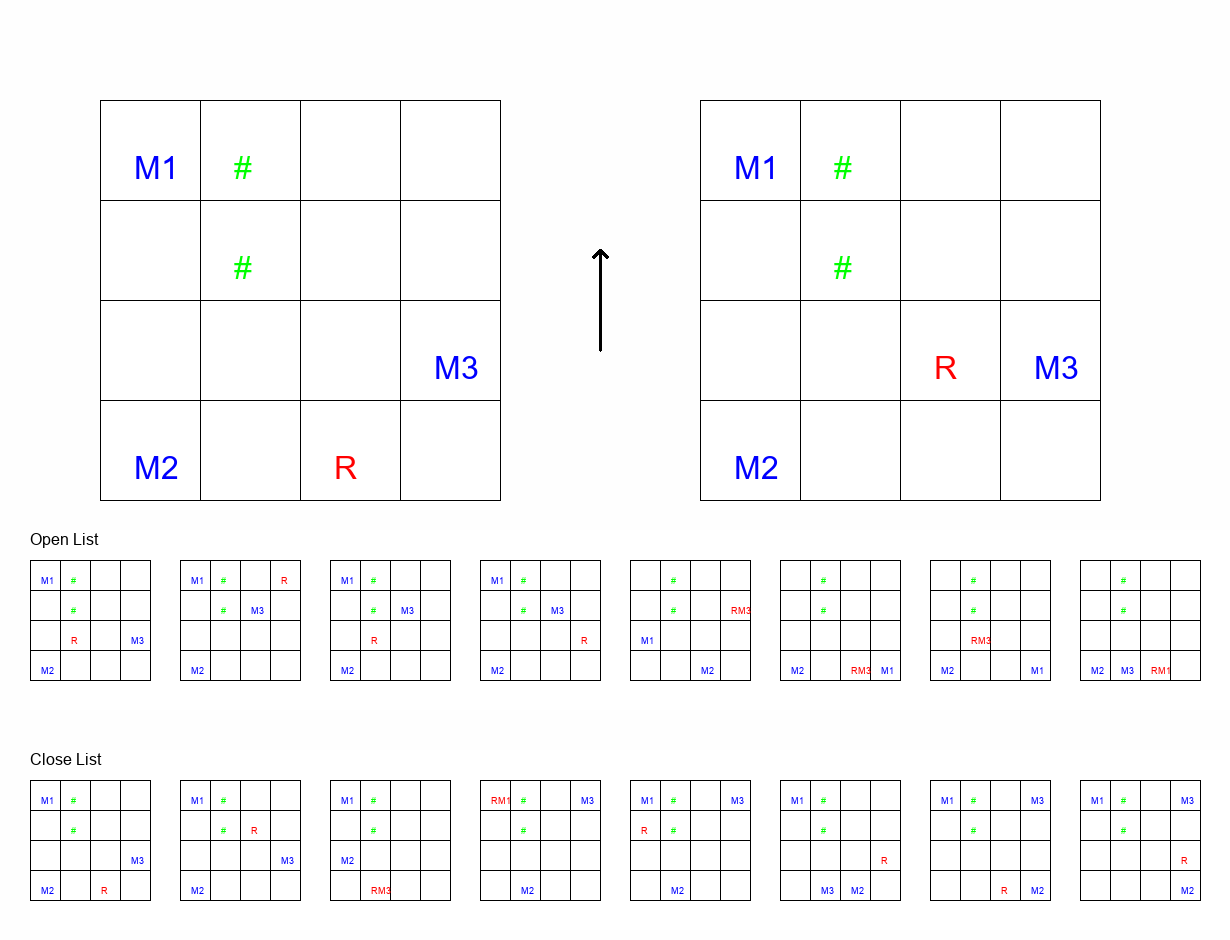 M1 # M1 #
# #
M3 R M3
M2 R M2
Open List
M1 # M1 # R M1 # M1 # # # # #
# # M3 # M3 # M3 # RM3 # # #
R M3 R R M1 RM3
M2 M2 M2 M2 M2 M2 RM3 M1 M2 M1 M2 M3 RM1
Close List
M1 # M1 # M1 # RM1 # M3 M1 # M3 M1 # M1 # M3 M1 # M3
# # R # # R # # # #
M3 M3 M2 R R
M2 R M2 RM3 M2 M2 M3 M2 R M2 M2